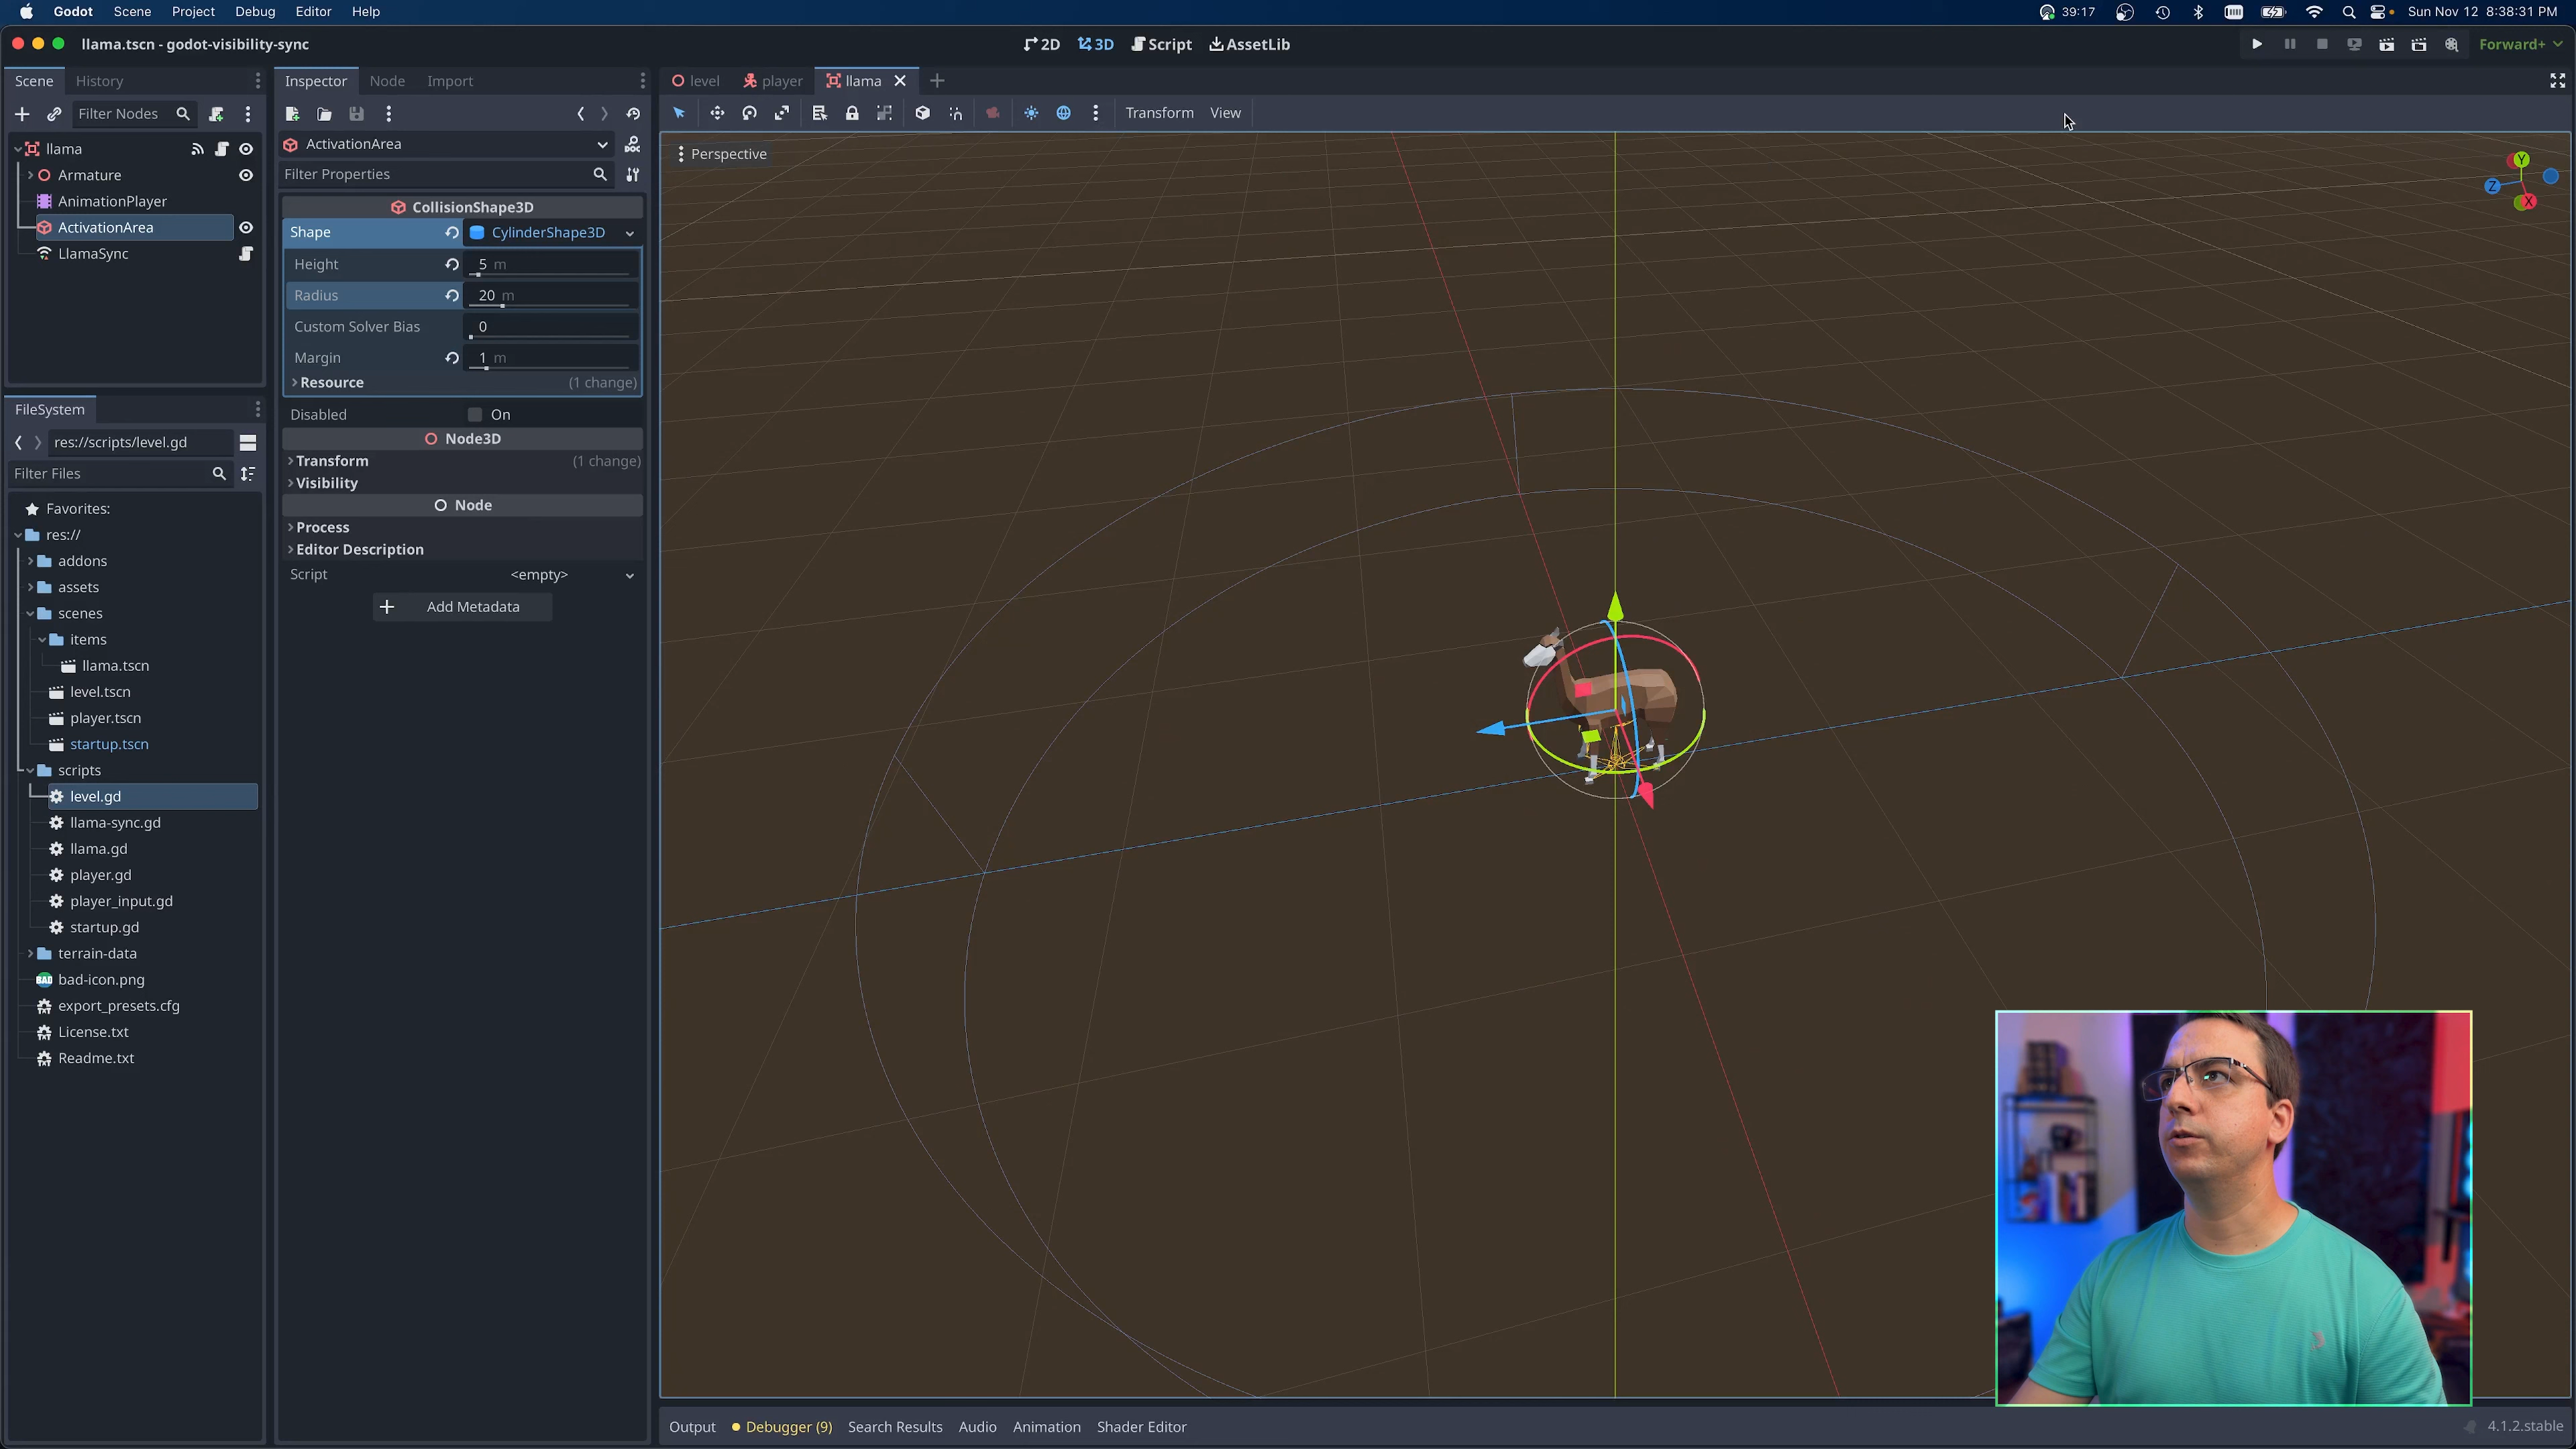 Godot Scene Project Debug Editor Help
39:17 Sun Nov 12 8:38:31 PM
llama.tscn - godot-visibility-sync
2D 3D Script AssetLib
Forward+
Scene History
Inspector Node Import
level player llama
Filter Nodes
Transform View
llama
Armature
AnimationPlayer
ActivationArea
LlamaSync
ActivationArea
DOC
Filter Properties
CollisionShape3D
Shape CylinderShape3D
Height 5 m
Radius 20 m
Custom Solver Bias 0
Margin 1 m
Resource (1 change)
Disabled On
Node3D
Transform (1 change)
Visibility
Node
Process
Editor Description
Script <empty>
Add Metadata
Perspective
Y
Z
X
FileSystem
res://scripts/level.gd
Filter Files
Favorites:
res://
addons
assets
scenes
items
llama.tscn
level.tscn
player.tscn
startup.tscn
scripts
level.gd
llama-sync.gd
llama.gd
player.gd
player_input.gd
startup.gd
terrain-data
BAD bad-icon.png
export_presets.cfg
License.txt
Readme.txt
Output Debugger (9) Search Results Audio Animation Shader Editor
4.1.2.stable